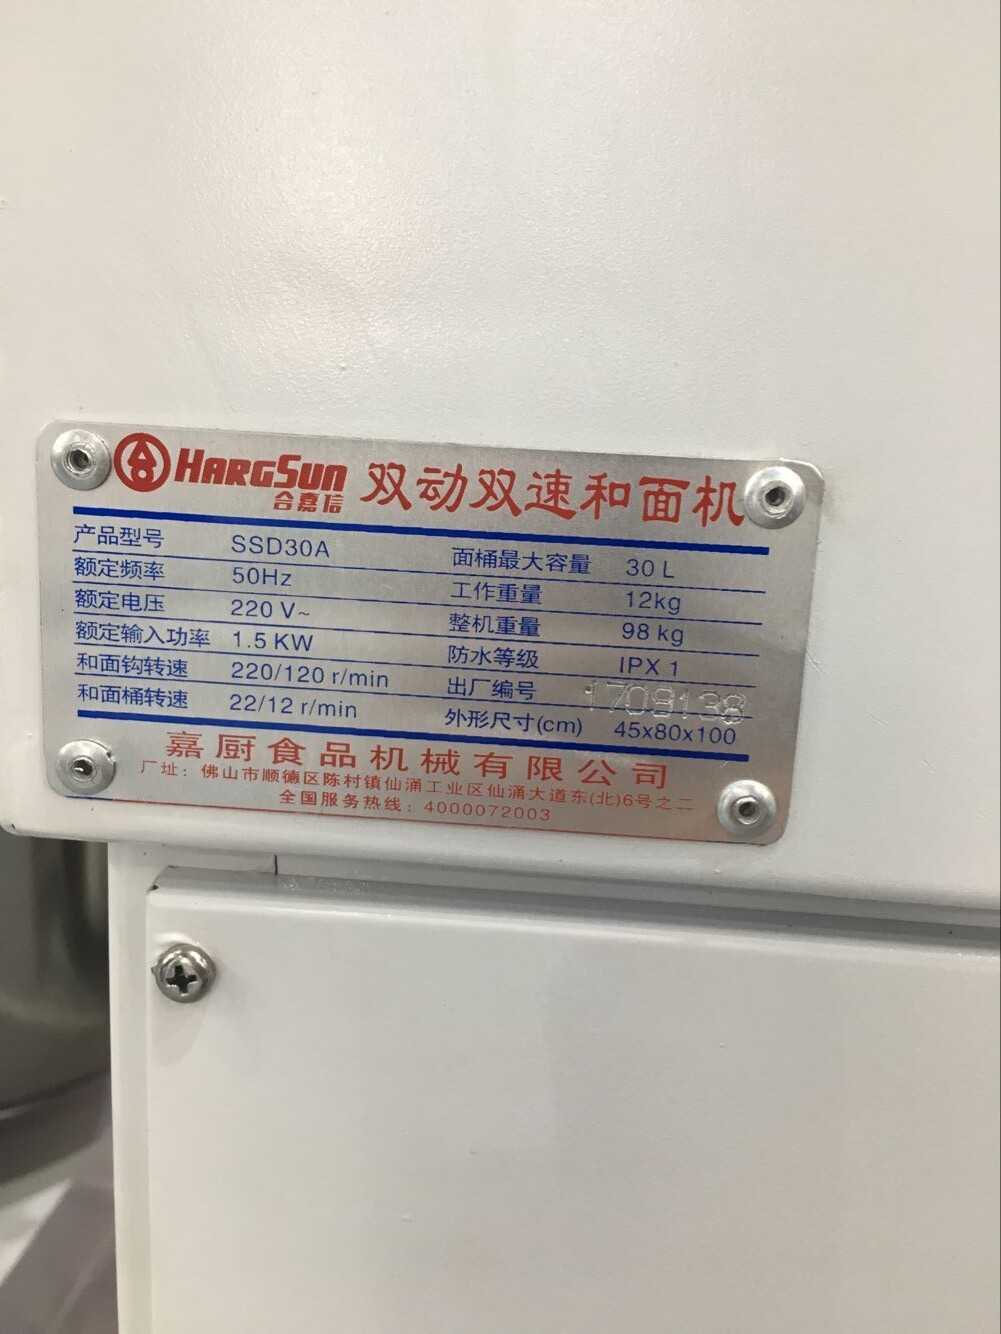 HARGSUN 双动双速和面机
合嘉信
产品型号 SSD30A 面桶最大容量 30 L
额定频率 50Hz 工作重量 12kg
额定电压 220 V~ 整机重量 98 kg
额定输入功率 1.5 KW 防水等级 IPX 1
和面钩转速 220/120 r/min 出厂编号 1708138
和面桶转速 22/12 r/min 外形尺寸(cm) 45x80x100
嘉厨食品机械有限公司
厂址：佛山市顺德区陈村镇仙涌工业区仙涌大道东(北)6号之二
全国服务热线：4000072003